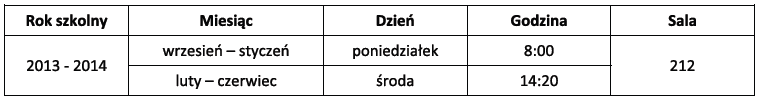 Rok szkolny Miesiąc Dzień Godzina Sala
2013 - 2014 wrzesień – styczeń poniedziałek 8:00 212
luty – czerwiec środa 14:20